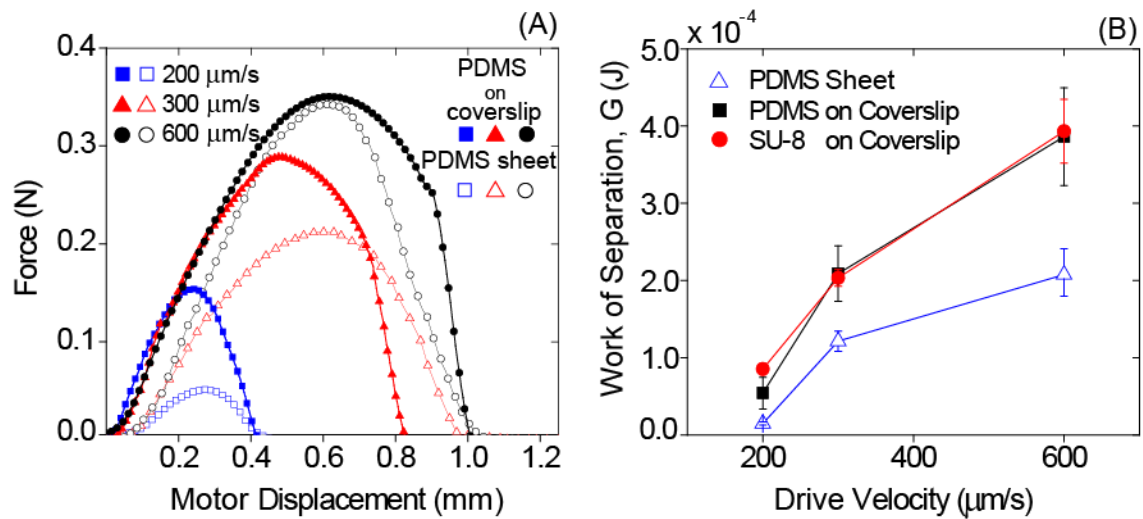 (A)
0.4
0.3
0.2
0.1
0.0
Force (N)
200 μm/s
300 μm/s
600 μm/s
PDMS
on
coverslip
PDMS sheet
0.2 0.4 0.6 0.8 1.0 1.2
Motor Displacement (mm)
x 10⁻⁴
(B)
5.0
4.0
3.0
2.0
1.0
0.0
Work of Separation, G (J)
PDMS Sheet
PDMS on Coverslip
SU-8 on Coverslip
200 400 600
Drive Velocity (μm/s)